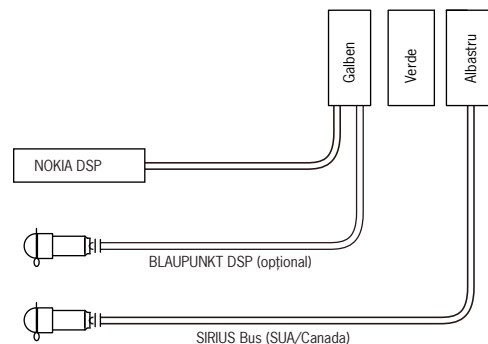 Galben
Verde
Albastru
NOKIA DSP
BLAUPUNKT DSP (opțional)
SIRIUS Bus (SUA/Canada)